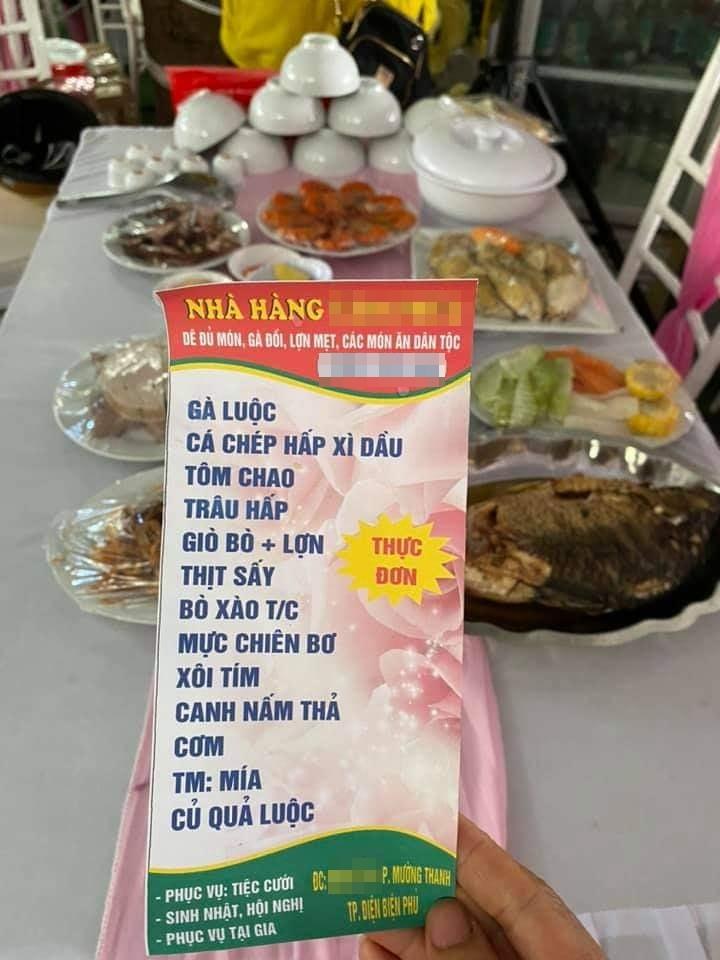 NHÀ HÀNG
DÊ ĐỦ MÓN, GÀ ĐỒI, LỢN MẸT, CÁC MÓN ĂN DÂN TỘC
GÀ LUỘC
CÁ CHÉP HẤP XÌ DẦU
TÔM CHAO
TRÂU HẤP
GIÒ BÒ + LỢN
THỊT SẤY
BÒ XÀO T/C
MỰC CHIÊN BƠ
XÔI TÍM
CANH NẤM THẢ
CƠM
TM: MÍA
CỦ QUẢ LUỘC
THỰC
ĐƠN
- PHỤC VỤ: TIỆC CƯỚI
- SINH NHẬT, HỘI NGHỊ
- PHỤC VỤ TẠI GIA
ĐC: P. MƯỜNG THANH
TP. ĐIỆN BIÊN PHỦ